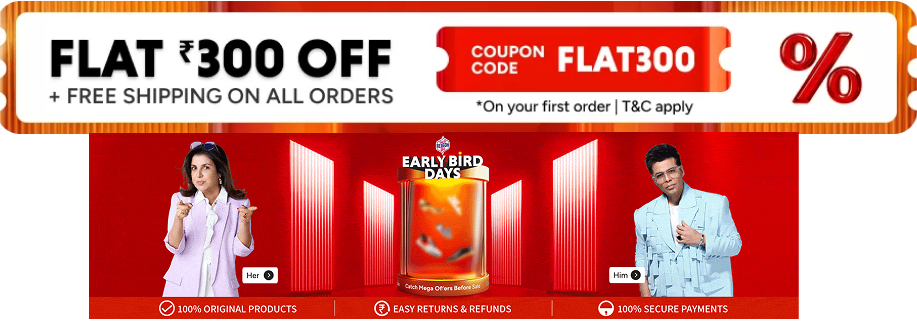 FLAT ₹300 OFF
+ FREE SHIPPING ON ALL ORDERS
COUPON CODE
FLAT300
*On your first order | T&C apply
%
EARLY BIRD
DAYS
Her
Him
Catch Mega Offers Before Sale
100% ORIGINAL PRODUCTS
₹ EASY RETURNS & REFUNDS
100% SECURE PAYMENTS